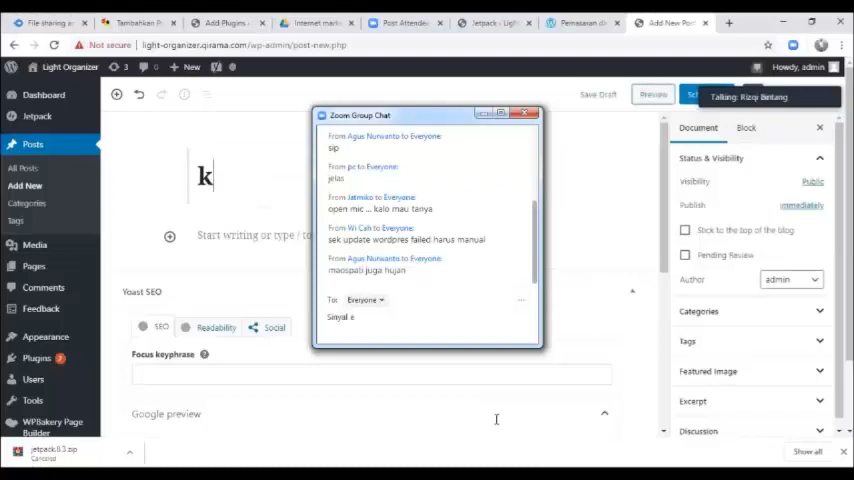 File sharing an
Tambahkan P
Add Plugins ‹
Internet mark
Post Attende
Jetpack ‹ Ligh
Pemasaran di
Add New Pos
Not secure
light-organizer.qirama.com/wp-admin/post-new.php
Light Organizer
3
0
New
Howdy, admin
Dashboard
Jetpack
Posts
All Posts
Add New
Categories
Tags
Media
Pages
Comments
Feedback
Appearance
Plugins
Users
Tools
WPBakery Page
Builder
Save Draft
Preview
Talking: Rizqi Bintang
k
Start writing or type / to
Zoom Group Chat
From Agus Nurwanto to Everyone:
sip
From pc to Everyone:
jelas
From Jatmiko to Everyone:
open mic ... kalo mau tanya
From Wi Cah to Everyone:
sek update wordpres failed harus manual
From Agus Nurwanto to Everyone:
maospati juga hujan
To: Everyone
Sinyal e
Yoast SEO
SEO
Readability
Social
Focus keyphrase
Google preview
Document
Block
Status & Visibility
Visibility
Public
Publish
Immediately
Stick to the top of the blog
Pending Review
Author
admin
Categories
Tags
Featured Image
Excerpt
Discussion
jetpack.8.3.zip
Canceled
Show all